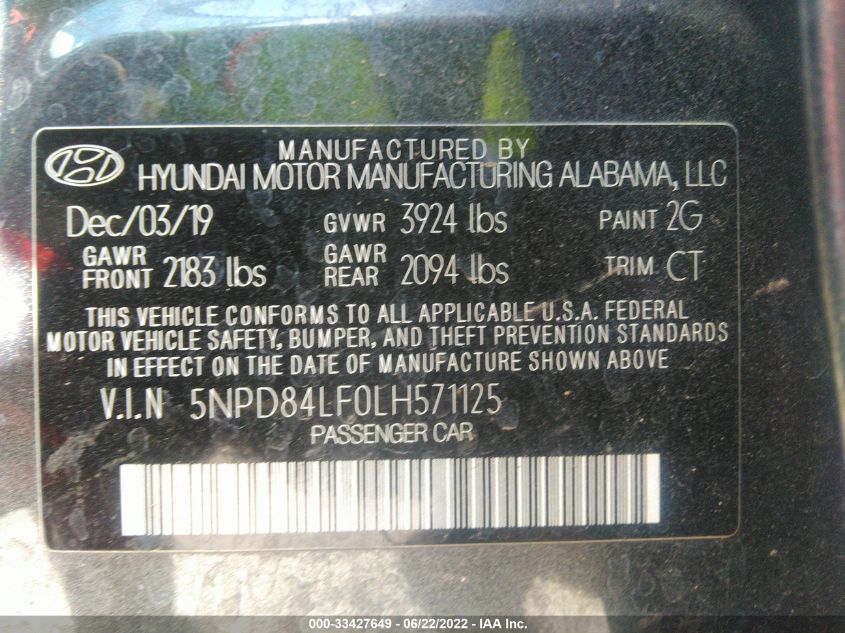 MANUFACTURED BY
HYUNDAI MOTOR MANUFACTURING ALABAMA, LLC
Dec/03/19 GVWR 3924 lbs PAINT 2G
GAWR FRONT 2183 lbs GAWR REAR 2094 lbs TRIM CT
THIS VEHICLE CONFORMS TO ALL APPLICABLE U.S.A. FEDERAL
MOTOR VEHICLE SAFETY, BUMPER, AND THEFT PREVENTION STANDARDS
IN EFFECT ON THE DATE OF MANUFACTURE SHOWN ABOVE
V.I.N 5NPD84LF0LH571125
PASSENGER CAR
000-33427649 - 06/22/2022 - IAA Inc.